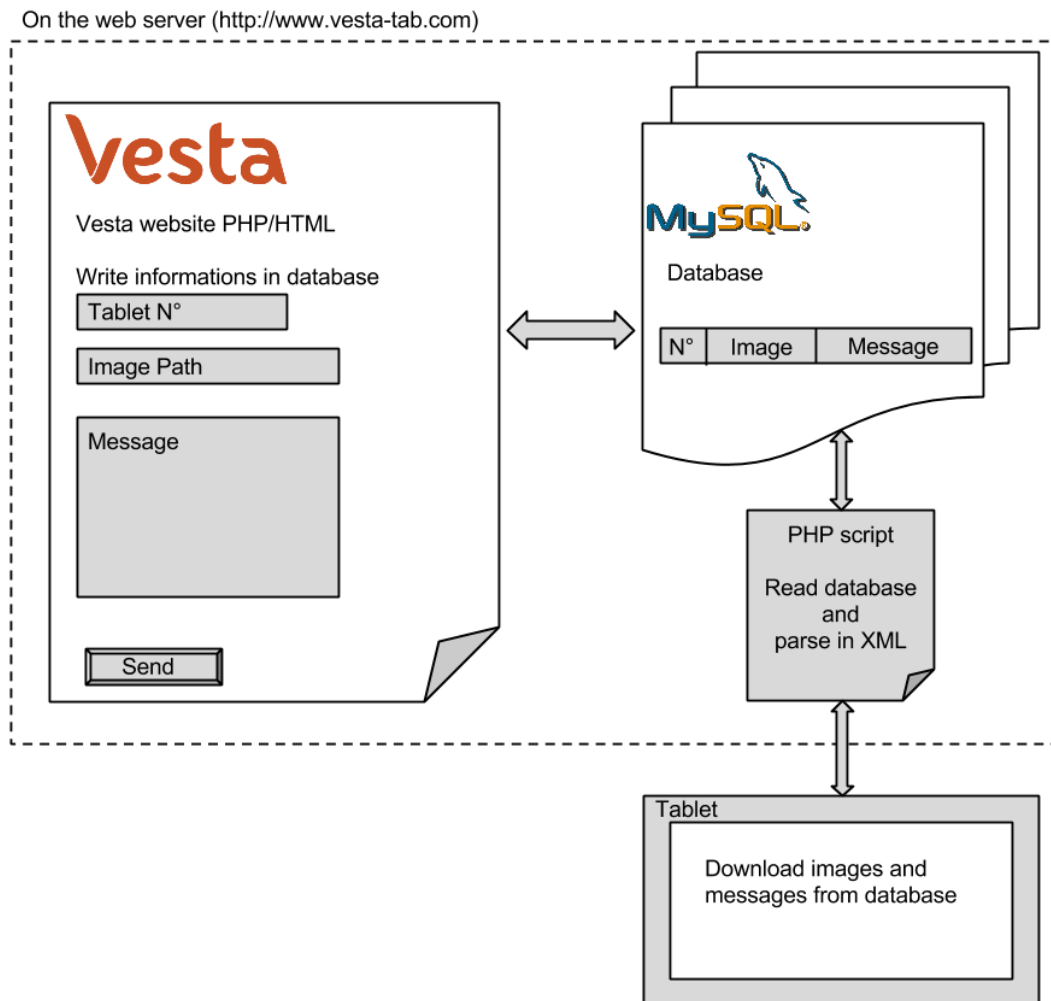 On the web server (http://www.vesta-tab.com)
Vesta
Vesta website PHP/HTML
Write informations in database
Tablet N°
Image Path
Message
Send
MySQL
Database
N° Image Message
PHP script
Read database
and
parse in XML
Tablet
Download images and
messages from database